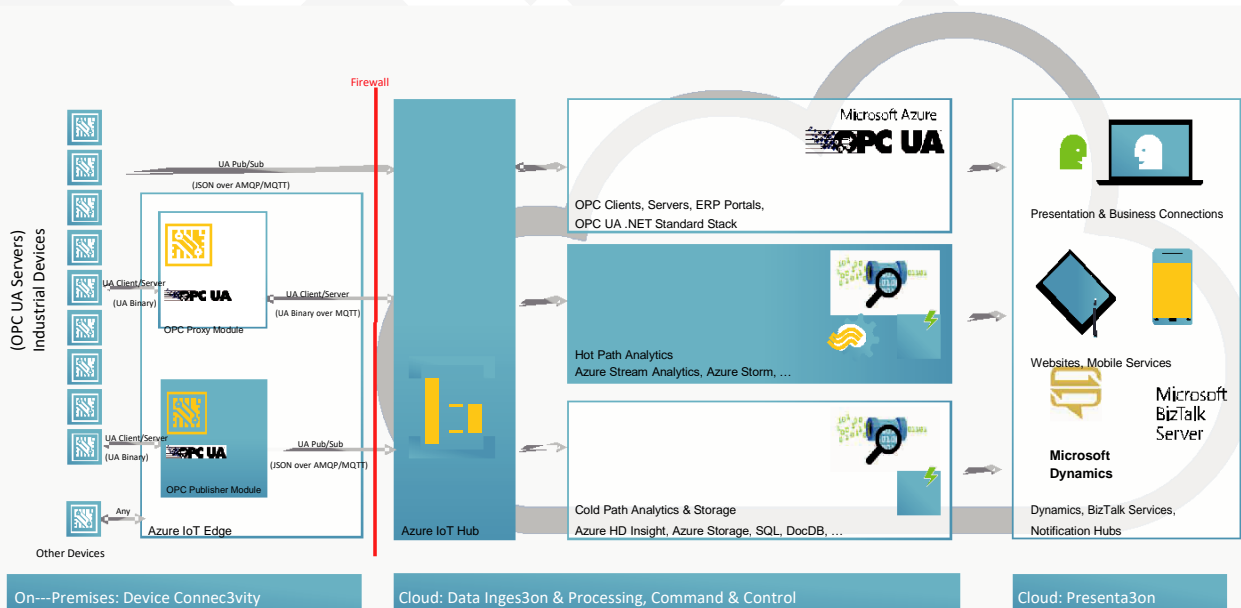 Firewall
Microsoft Azure
OPC UA
UA Pub/Sub
(JSON over AMQP/MQTT)
OPC Clients, Servers, ERP Portals,
OPC UA .NET Standard Stack
Presentation & Business Connections
(OPC UA Servers)
Industrial Devices
UA Client/Server
(UA Binary)
OPC UA
OPC Proxy Module
UA Client/Server
(UA Binary over MQTT)
Hot Path Analytics
Azure Stream Analytics, Azure Storm, …
Websites, Mobile Services
Microsoft
BizTalk
Server
Microsoft
Dynamics
UA Client/Server
(UA Binary)
OPC UA
OPC Publisher Module
UA Pub/Sub
(JSON over AMQP/MQTT)
Any
Azure IoT Edge
Azure IoT Hub
Cold Path Analytics & Storage
Azure HD Insight, Azure Storage, SQL, DocDB, …
Dynamics, BizTalk Services,
Notification Hubs
Other Devices
On---Premises: Device Connec3vity
Cloud: Data Inges3on & Processing, Command & Control
Cloud: Presenta3on